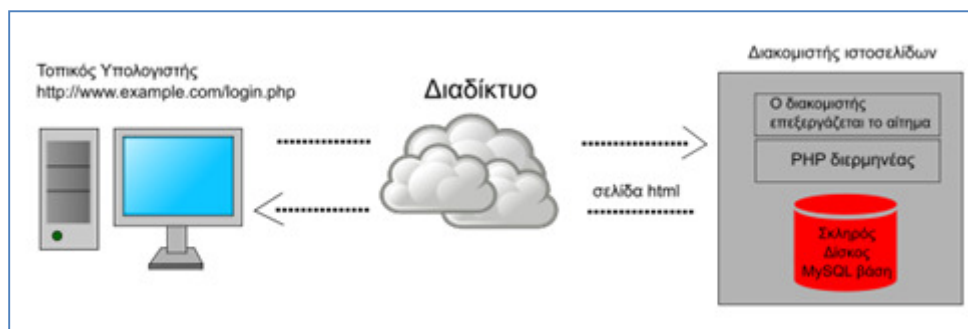 Τοπικός Υπολογιστής
http://www.example.com/login.php
Διαδίκτυο
σελίδα html
Διακομιστής ιστοσελίδων
Ο διακομιστής
επεξεργάζεται το αίτημα
PHP διερμηνέας
Σκληρός
Δίσκος
MySQL βάση